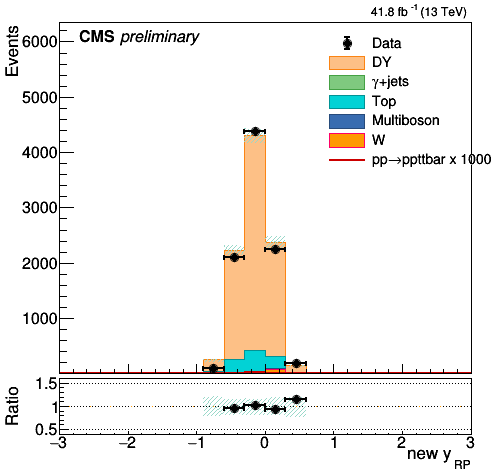 41.8 fb⁻¹ (13 TeV)
CMS preliminary
Events
6000
5000
4000
3000
2000
1000
Data
DY
γ+jets
Top
Multiboson
W
pp→ppttbar x 1000
Ratio
1.5
1
0.5
−3 −2 −1 0 1 2 3
new y_RP